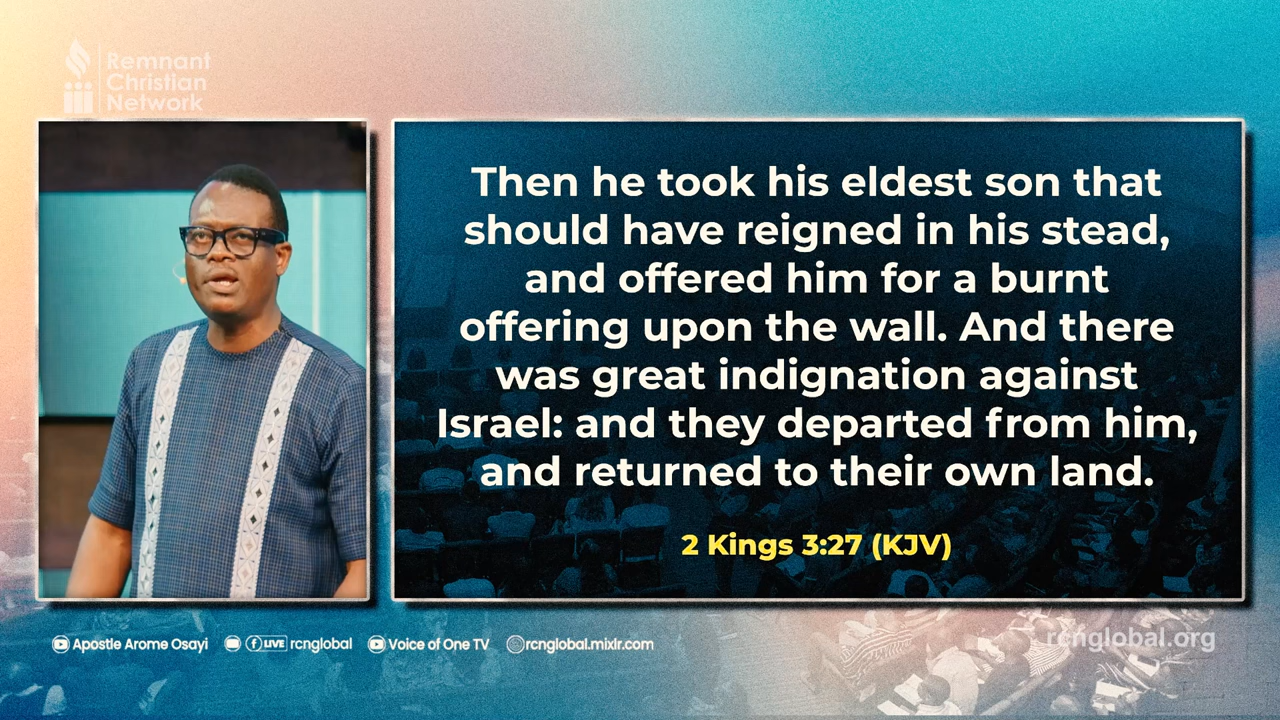 Remnant
Christian
Network
Then he took his eldest son that
should have reigned in his stead,
and offered him for a burnt
offering upon the wall. And there
was great indignation against
Israel: and they departed from him,
and returned to their own land.
2 Kings 3:27 (KJV)
Apostle Arome Osayi
LIVE rcnglobal
Voice of One TV
rcnglobal.mixlr.com
rcnglobal.org